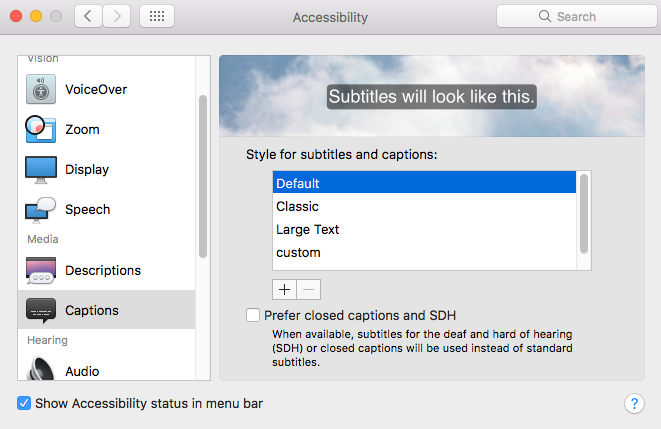 Accessibility
Search
Vision
VoiceOver
Zoom
Display
Speech
Media
Descriptions
Captions
Hearing
Audio
Subtitles will look like this.
Style for subtitles and captions:
Default
Classic
Large Text
custom
Prefer closed captions and SDH
When available, subtitles for the deaf and hard of hearing
(SDH) or closed captions will be used instead of standard
subtitles.
Show Accessibility status in menu bar
?